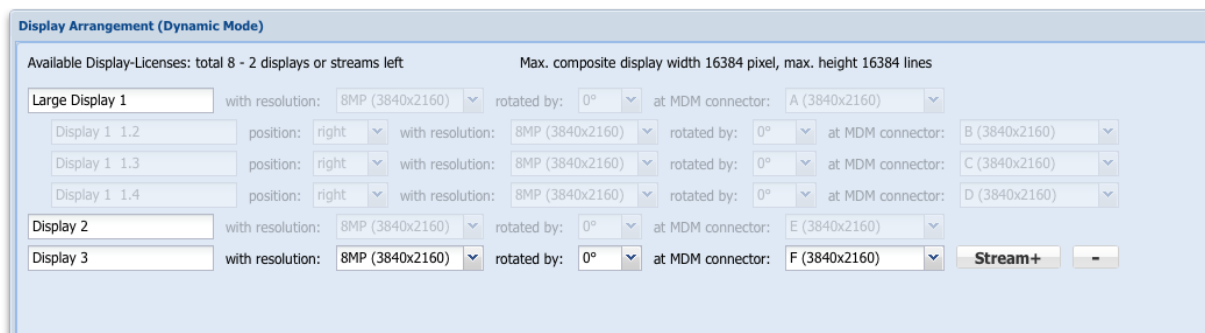 Display Arrangement (Dynamic Mode)
Available Display-Licenses: total 8 - 2 displays or streams left Max. composite display width 16384 pixel, max. height 16384 lines
Large Display 1 with resolution: 8MP (3840x2160) rotated by: 0° at MDM connector: A (3840x2160)
Display 1 1.2 position: right with resolution: 8MP (3840x2160) rotated by: 0° at MDM connector: B (3840x2160)
Display 1 1.3 position: right with resolution: 8MP (3840x2160) rotated by: 0° at MDM connector: C (3840x2160)
Display 1 1.4 position: right with resolution: 8MP (3840x2160) rotated by: 0° at MDM connector: D (3840x2160)
Display 2 with resolution: 8MP (3840x2160) rotated by: 0° at MDM connector: E (3840x2160)
Display 3 with resolution: 8MP (3840x2160) rotated by: 0° at MDM connector: F (3840x2160) Stream+ -